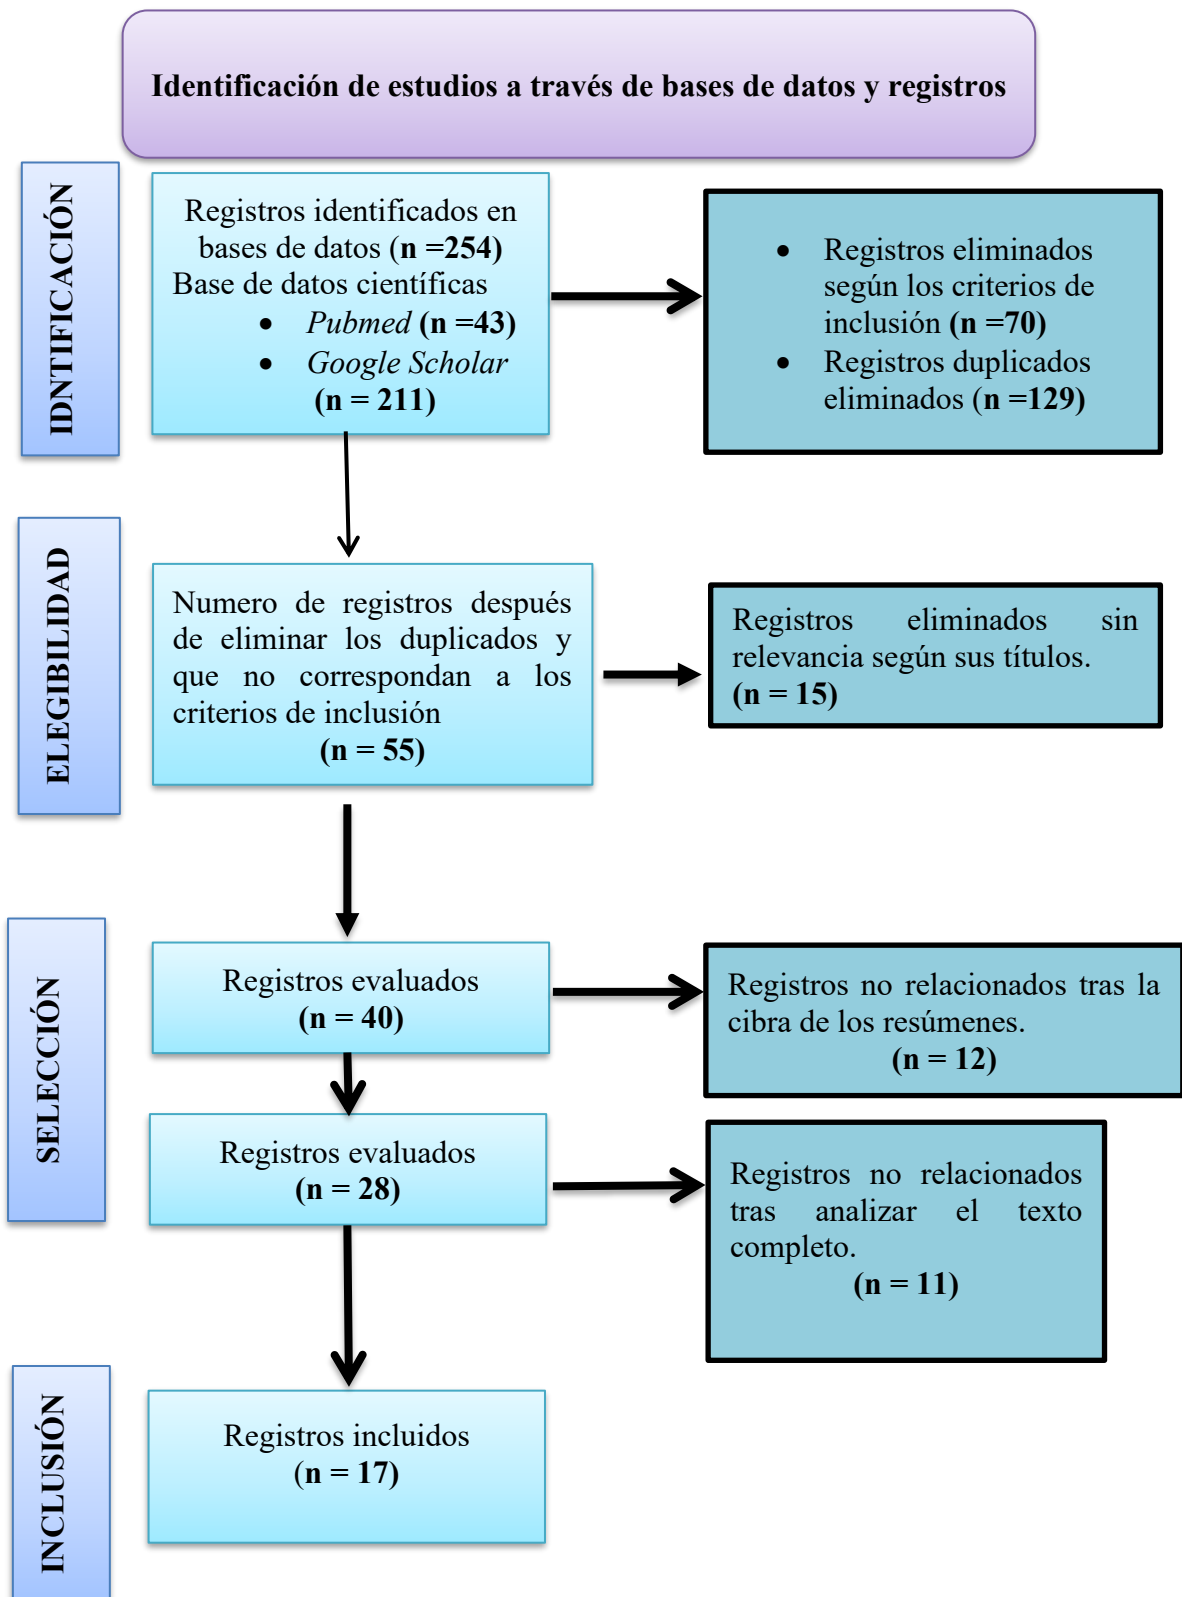 Identificación de estudios a través de bases de datos y registros
IDNTIFICACIÓN
Registros identificados en
bases de datos (n =254)
Base de datos científicas
• Pubmed (n =43)
• Google Scholar
(n = 211)
• Registros eliminados
según los criterios de
inclusión (n =70)
• Registros duplicados
eliminados (n =129)
ELEGIBILIDAD
Numero de registros después
de eliminar los duplicados y
que no correspondan a los
criterios de inclusión
(n = 55)
Registros eliminados sin
relevancia según sus títulos.
(n = 15)
SELECCIÓN
Registros evaluados
(n = 40)
Registros no relacionados tras la
cibra de los resúmenes.
(n = 12)
Registros evaluados
(n = 28)
Registros no relacionados
tras analizar el texto
completo.
(n = 11)
INCLUSIÓN
Registros incluidos
(n = 17)